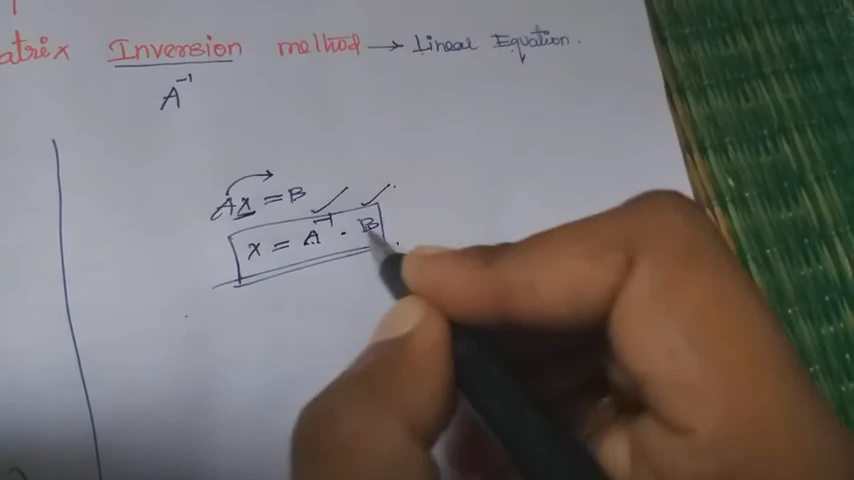 atrix Inversion method → Linear Equation.
A⁻¹
Ax = B
x = A⁻¹ · B